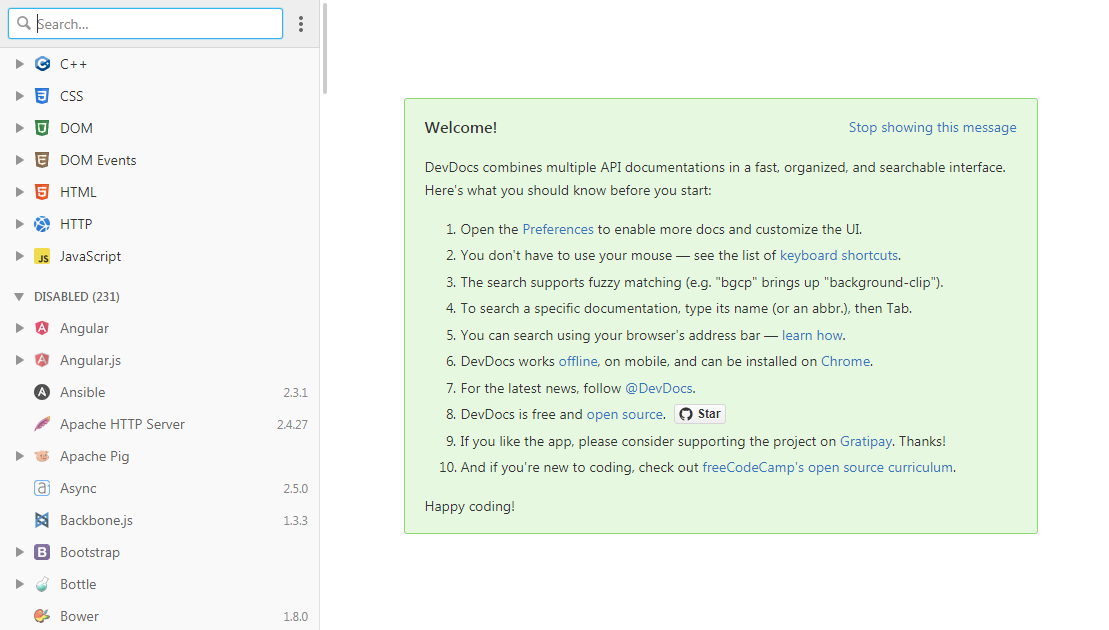 Search...
C++
CSS
DOM
DOM Events
HTML
HTTP
JavaScript
DISABLED (231)
Angular
Angular.js
Ansible 2.3.1
Apache HTTP Server 2.4.27
Apache Pig
Async 2.5.0
Backbone.js 1.3.3
Bootstrap
Bottle
Bower 1.8.0
Welcome! Stop showing this message
DevDocs combines multiple API documentations in a fast, organized, and searchable interface.
Here's what you should know before you start:
1. Open the Preferences to enable more docs and customize the UI.
2. You don't have to use your mouse — see the list of keyboard shortcuts.
3. The search supports fuzzy matching (e.g. "bgcp" brings up "background-clip").
4. To search a specific documentation, type its name (or an abbr.), then Tab.
5. You can search using your browser's address bar — learn how.
6. DevDocs works offline, on mobile, and can be installed on Chrome.
7. For the latest news, follow @DevDocs.
8. DevDocs is free and open source. Star
9. If you like the app, please consider supporting the project on Gratipay. Thanks!
10. And if you're new to coding, check out freeCodeCamp's open source curriculum.
Happy coding!